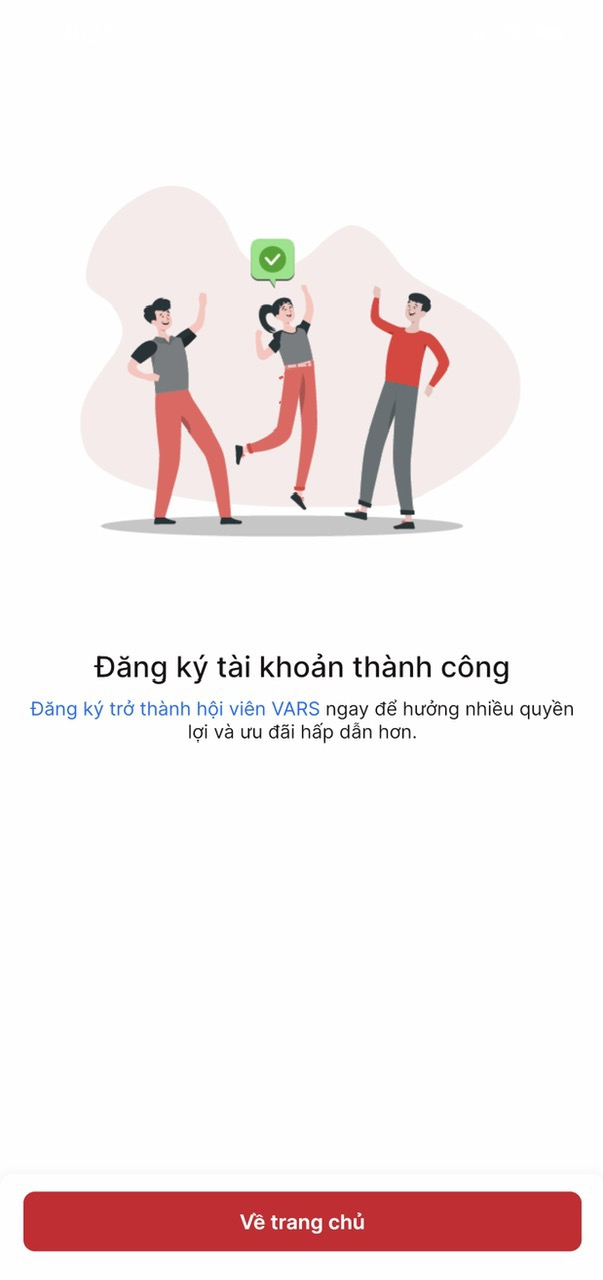 Đăng ký tài khoản thành công
Đăng ký trở thành hội viên VARS ngay để hưởng nhiều quyền
lợi và ưu đãi hấp dẫn hơn.
Về trang chủ